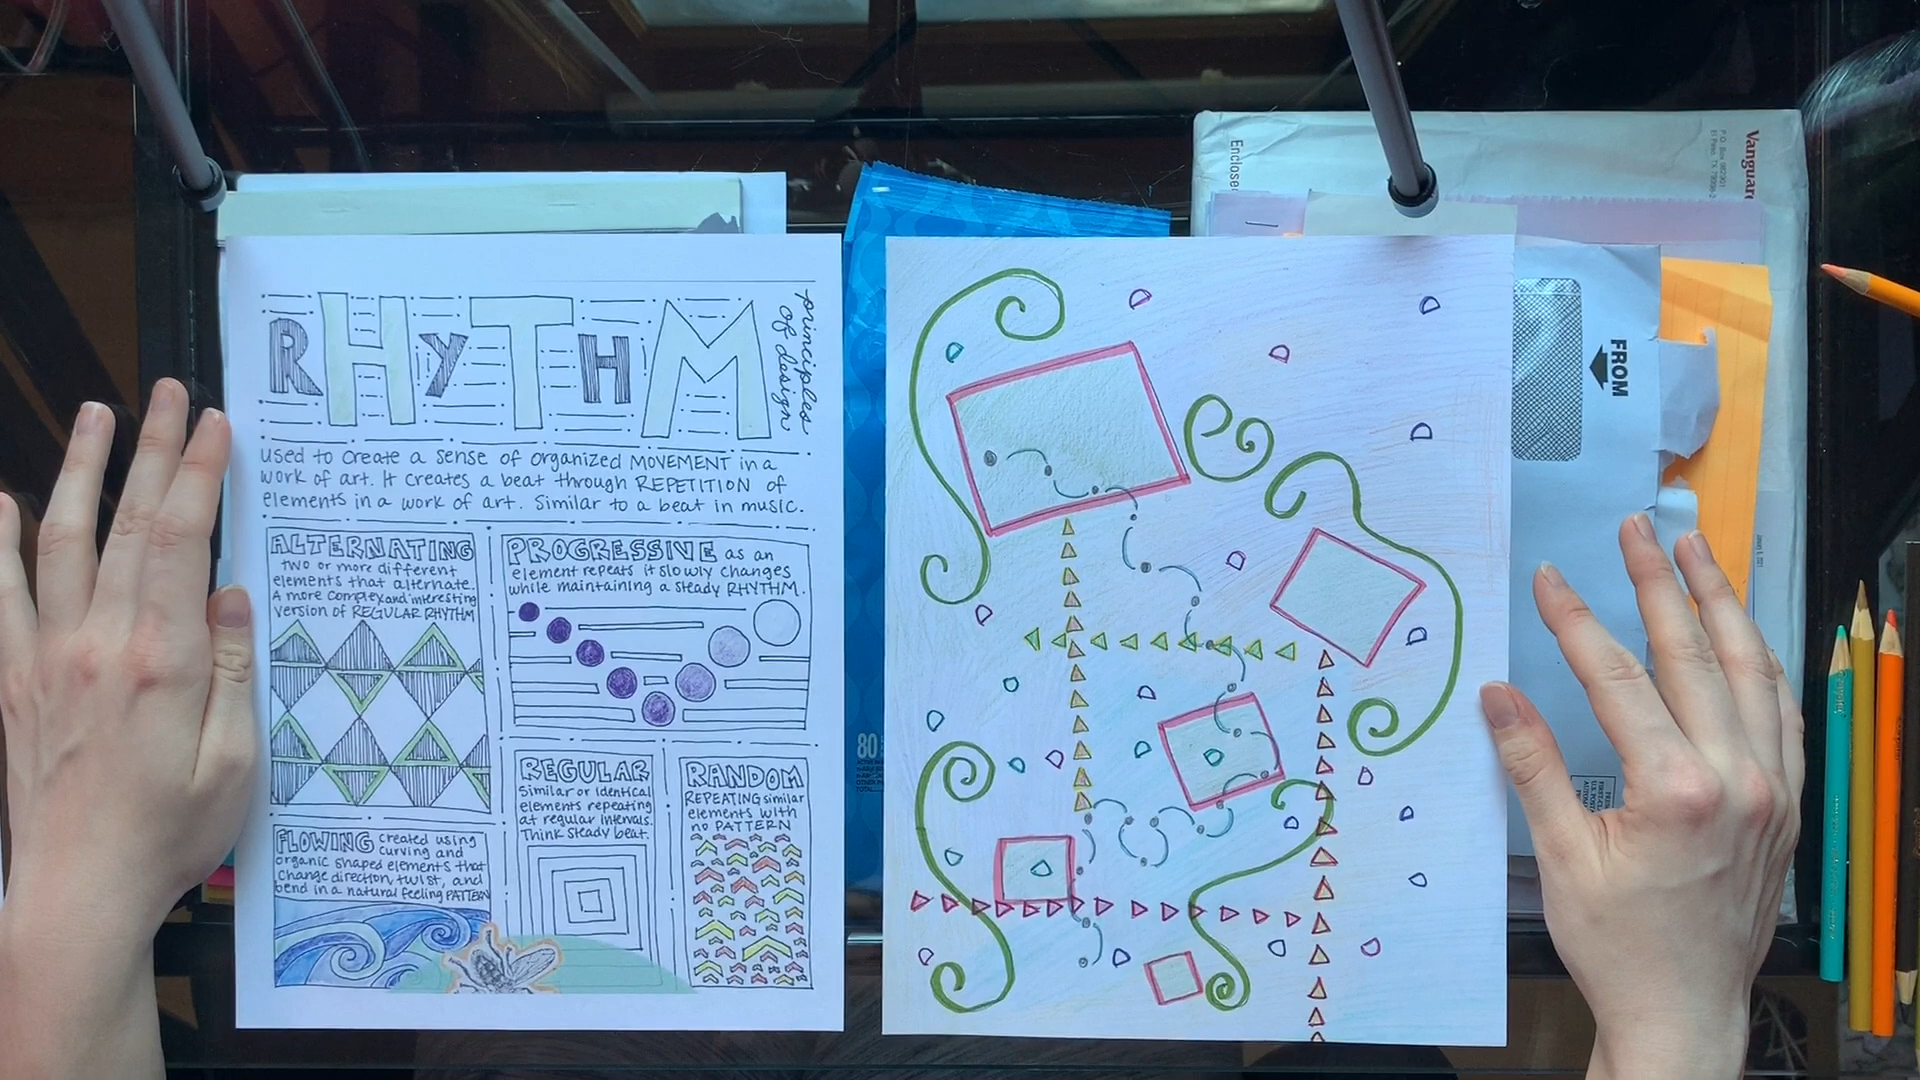 RHYTHM
principles
of design
Used to create a sense of organized MOVEMENT in a
work of art. It creates a beat through REPETITION of
elements in a work of art. Similar to a beat in music.
ALTERNATING
two or more different
elements that alternate.
A more complex and interesting
version of REGULAR RHYTHM
PROGRESSIVE as an
element repeats it slowly changes
while maintaining a steady RHYTHM.
FLOWING created using
curving and
organic shaped elements that
change direction, twist, and
bend in a natural feeling PATTERN
REGULAR
Similar or identical
elements repeating
at regular intervals.
Think steady beat.
RANDOM
REPEATING similar
elements with
no PATTERN
80
Vanguar
FROM